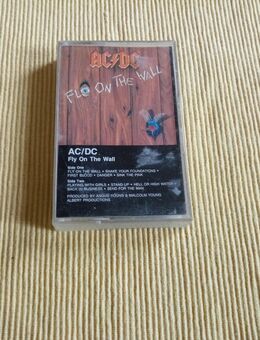 AC/DC
FLY ON THE WALL
AC/DC
Fly On The Wall
Side One
FLY ON THE WALL • SHAKE YOUR FOUNDATIONS •
FIRST BLOOD • DANGER • SINK THE PINK
Side Two
PLAYING WITH GIRLS • STAND UP • HELL OR HIGH WATER •
BACK IN BUSINESS • SEND FOR THE MAN
PRODUCED BY ANGUS YOUNG & MALCOLM YOUNG
ALBERT PRODUCTIONS